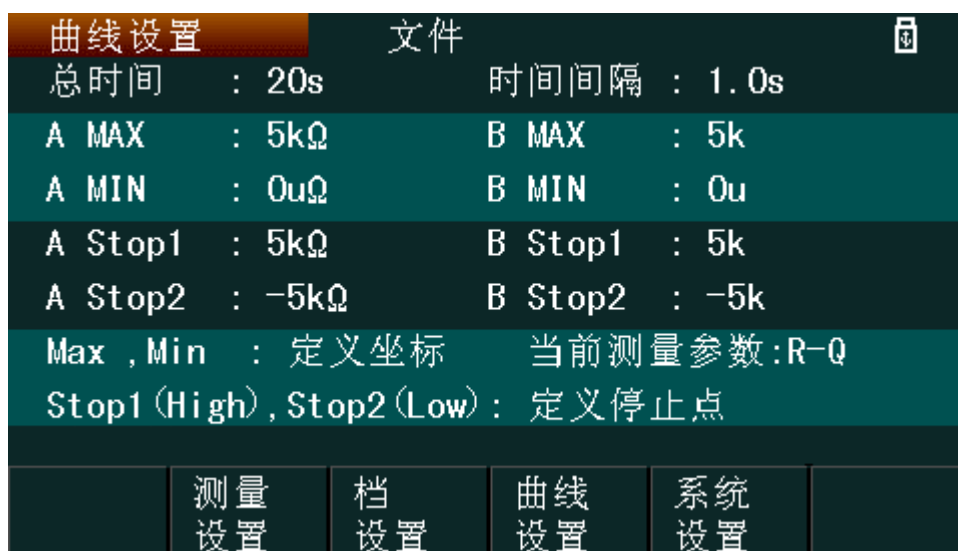 曲线设置 文件
总时间 : 20s 时间间隔 : 1.0s
A MAX : 5kΩ B MAX : 5k
A MIN : 0uΩ B MIN : 0u
A Stop1 : 5kΩ B Stop1 : 5k
A Stop2 : -5kΩ B Stop2 : -5k
Max ,Min : 定义坐标 当前测量参数:R-Q
Stop1(High),Stop2(Low): 定义停止点
测量 档 曲线 系统
设置 设置 设置 设置